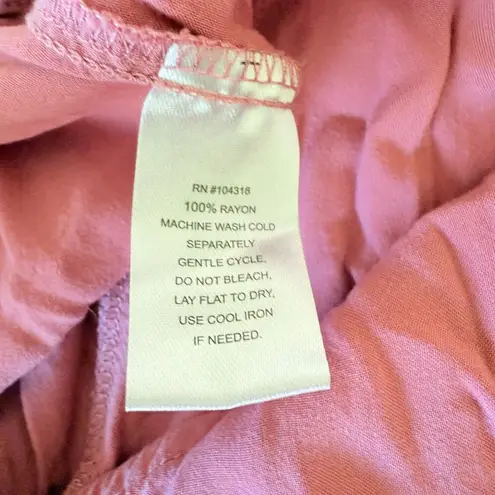 RN #104318
100% RAYON
MACHINE WASH COLD
SEPARATELY
GENTLE CYCLE,
DO NOT BLEACH,
LAY FLAT TO DRY,
USE COOL IRON
IF NEEDED.